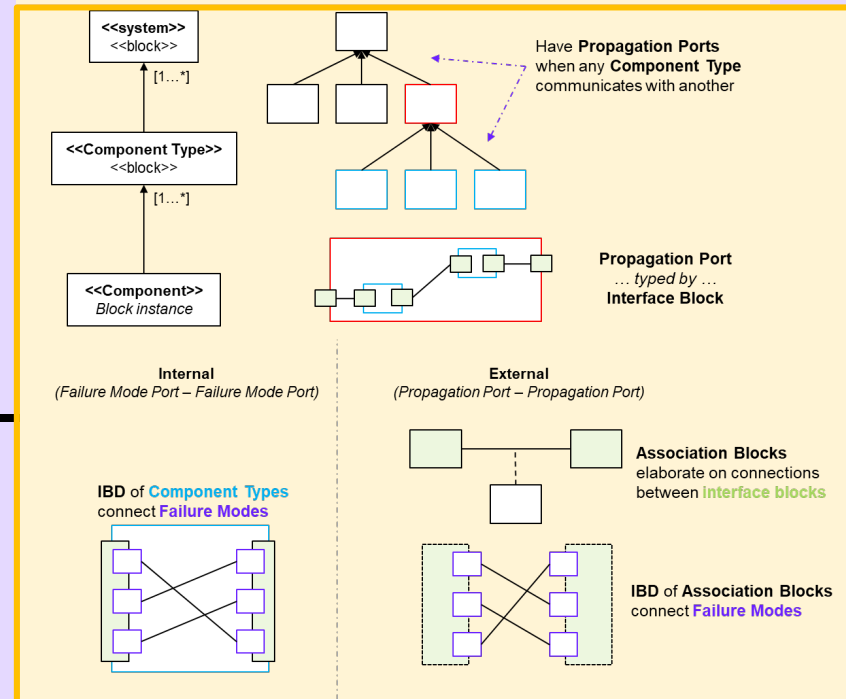 <<system>>
<<block>>
[1...*]
<<Component Type>>
<<block>>
[1...*]
<<Component>>
Block instance
Have Propagation Ports
when any Component Type
communicates with another
Propagation Port
... typed by ...
Interface Block
Internal
(Failure Mode Port – Failure Mode Port)
External
(Propagation Port – Propagation Port)
IBD of Component Types
connect Failure Modes
Association Blocks
elaborate on connections
between interface blocks
IBD of Association Blocks
connect Failure Modes